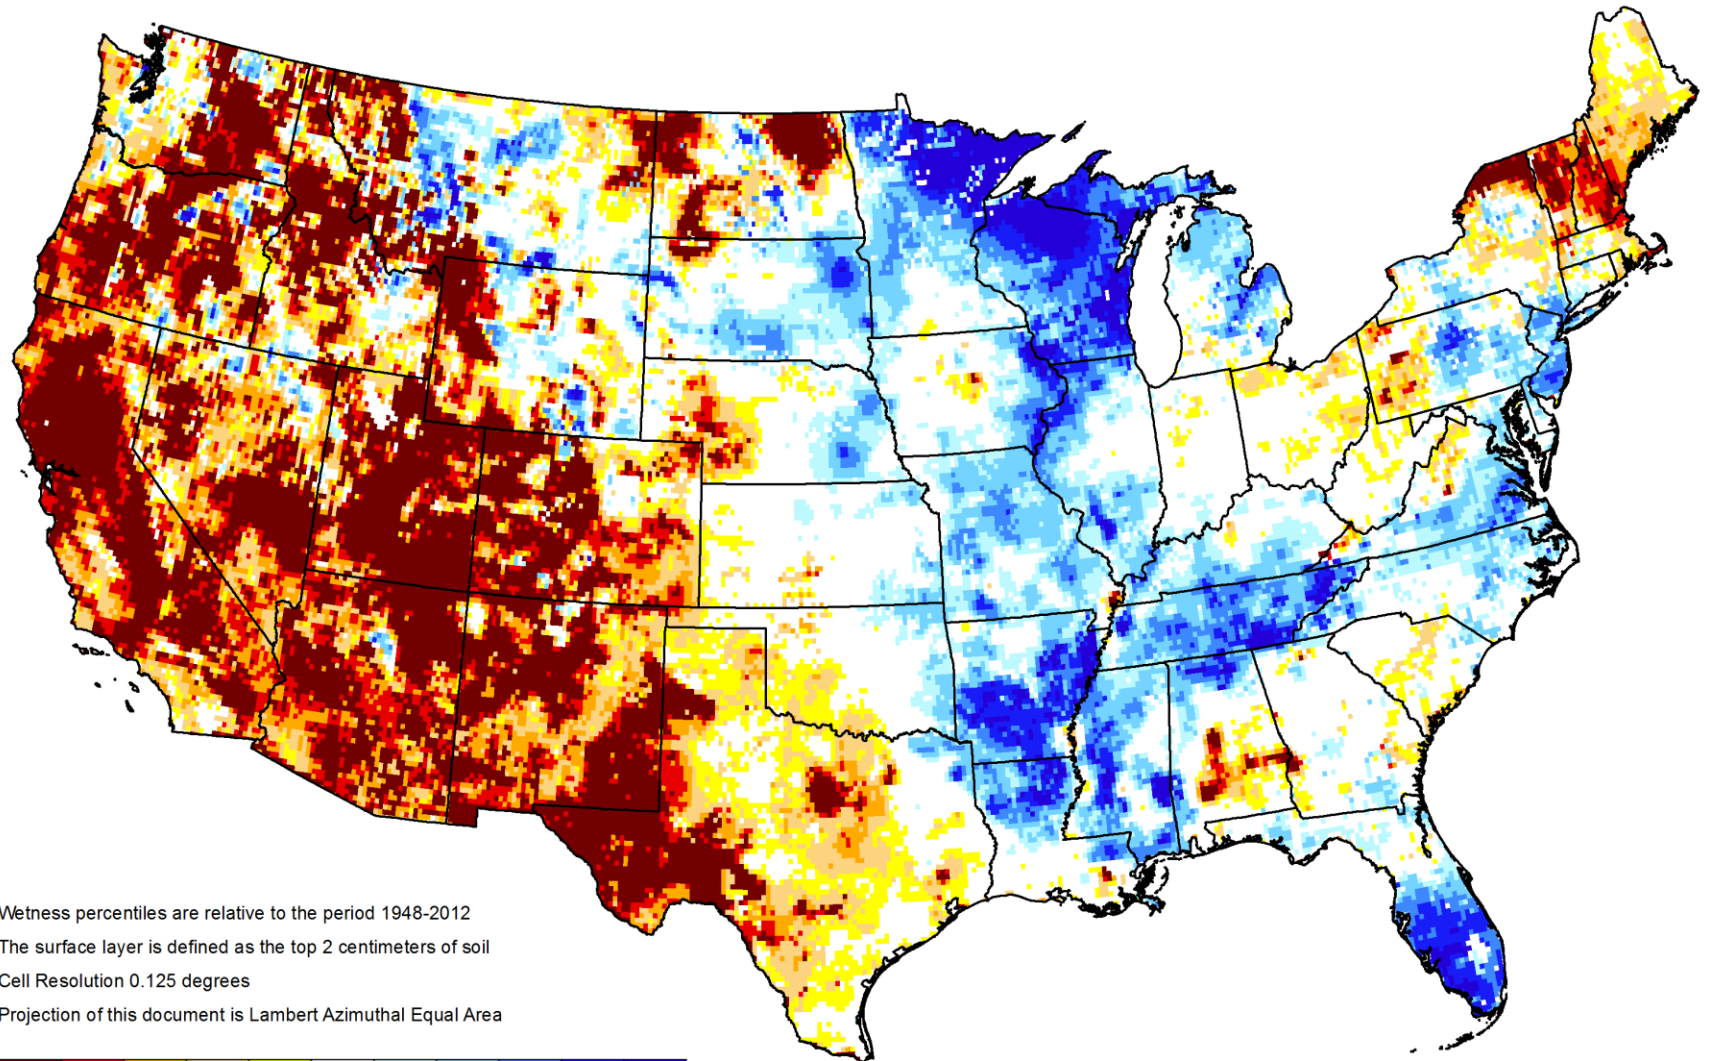 Wetness percentiles are relative to the period 1948-2012
The surface layer is defined as the top 2 centimeters of soil
Cell Resolution 0.125 degrees
Projection of this document is Lambert Azimuthal Equal Area